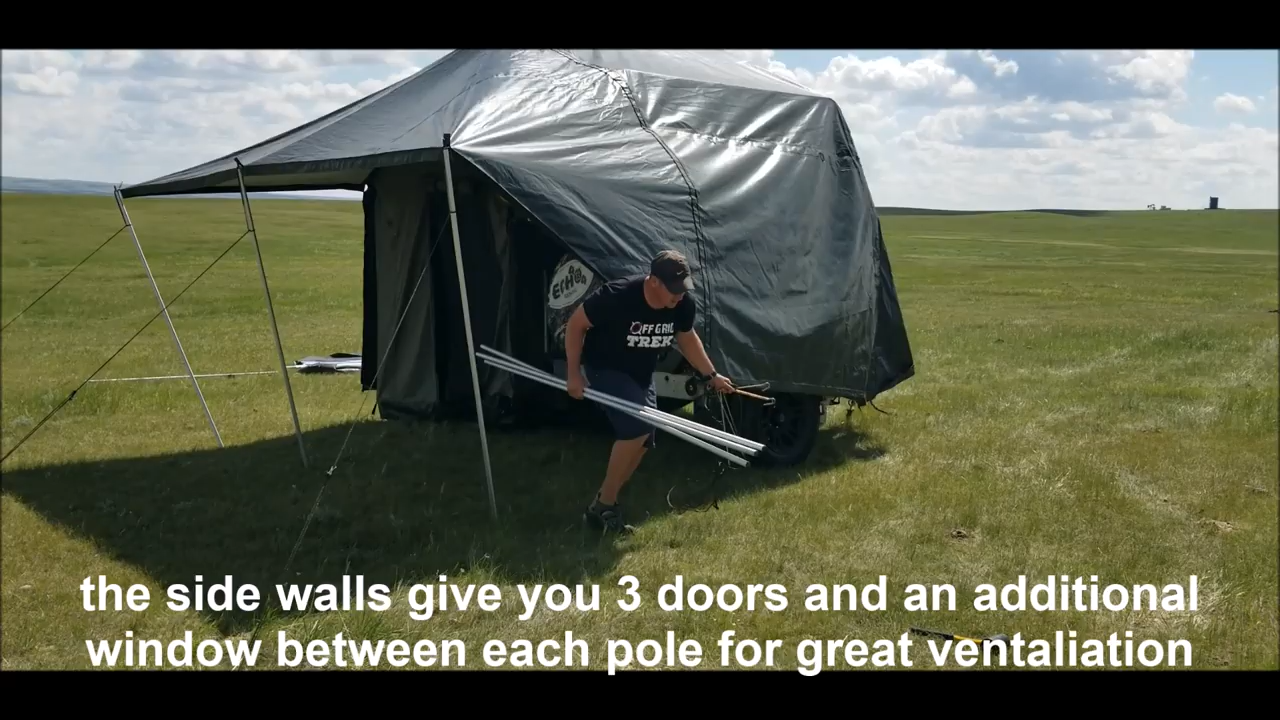 ECHO
OFF GRID
TREK
the side walls give you 3 doors and an additional
window between each pole for great ventaliation